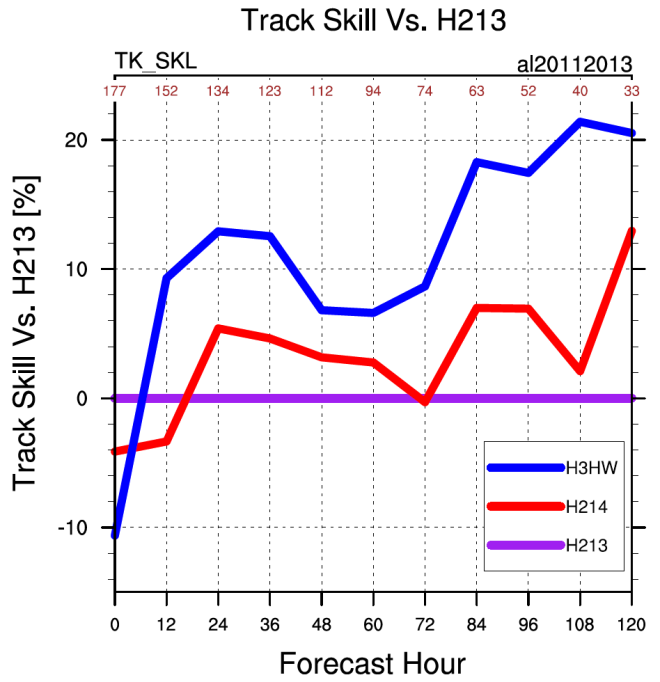 Track Skill Vs. H213
TK_SKL al20112013
177 152 134 123 112 94 74 63 52 40 33
Track Skill Vs. H213 [%]
20
10
0
-10
H3HW
H214
H213
0 12 24 36 48 60 72 84 96 108 120
Forecast Hour